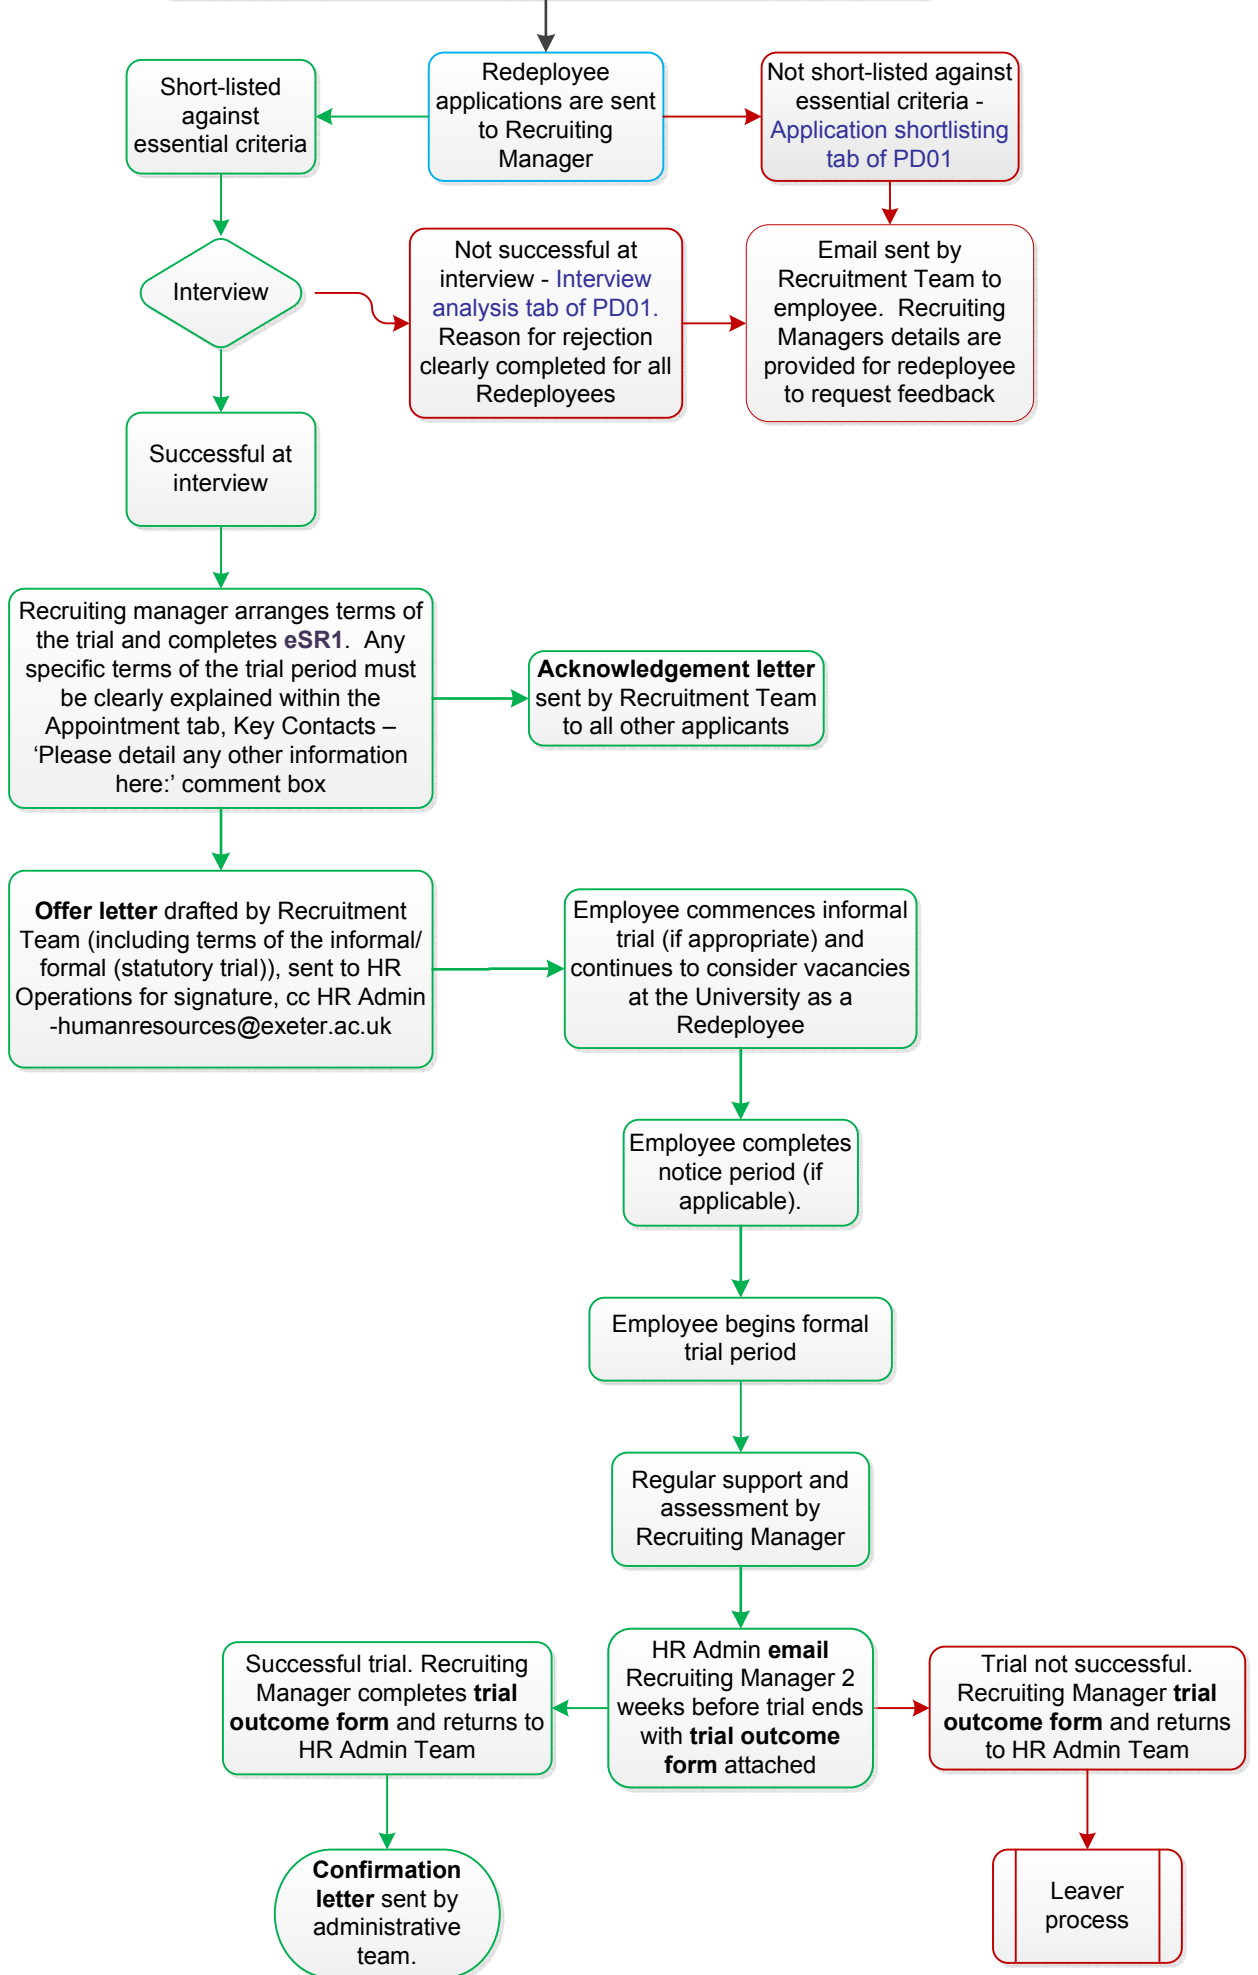 Short-listed
against
essential criteria
Redeployee
applications are sent
to Recruiting
Manager
Not short-listed against
essential criteria -
Application shortlisting
tab of PD01
Interview
Not successful at
interview - Interview
analysis tab of PD01.
Reason for rejection
clearly completed for all
Redeployees
Email sent by
Recruitment Team to
employee.  Recruiting
Managers details are
provided for redeployee
to request feedback
Successful at
interview
Recruiting manager arranges terms of
the trial and completes eSR1.  Any
specific terms of the trial period must
be clearly explained within the
Appointment tab, Key Contacts –
‘Please detail any other information
here:’ comment box
Acknowledgement letter
sent by Recruitment Team
to all other applicants
Offer letter drafted by Recruitment
Team (including terms of the informal/
formal (statutory trial)), sent to HR
Operations for signature, cc HR Admin
-humanresources@exeter.ac.uk
Employee commences informal
trial (if appropriate) and
continues to consider vacancies
at the University as a
Redeployee
Employee completes
notice period (if
applicable).
Employee begins formal
trial period
Regular support and
assessment by
Recruiting Manager
Successful trial. Recruiting
Manager completes trial
outcome form and returns to
HR Admin Team
HR Admin email
Recruiting Manager 2
weeks before trial ends
with trial outcome
form attached
Trial not successful.
Recruiting Manager trial
outcome form and returns
to HR Admin Team
Confirmation
letter sent by
administrative
team.
Leaver
process